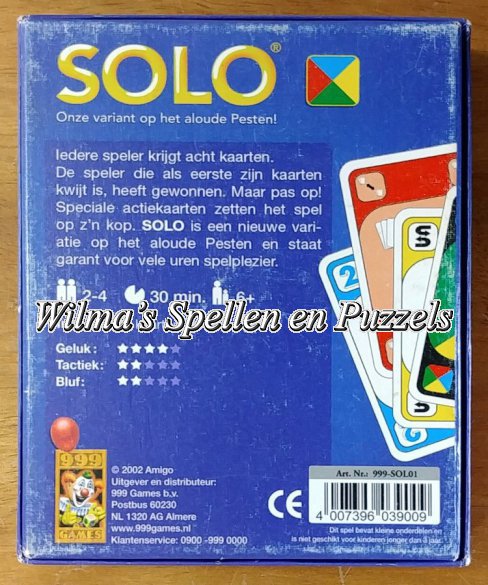 SOLO®
Onze variant op het aloude Pesten!
Iedere speler krijgt acht kaarten.
De speler die als eerste zijn kaarten
kwijt is, heeft gewonnen. Maar pas op!
Speciale actiekaarten zetten het spel
op z'n kop. SOLO is een nieuwe vari-
atie op het aloude Pesten en staat
garant voor vele uren spelplezier.
2-4 30 min. 6+
Wilma's Spellen en Puzzels
Geluk:
Tactiek:
Bluf:
999
GAMES
© 2002 Amigo
Uitgever en distributeur:
999 Games b.v.
Postbus 60230
NL 1320 AG Almere
www.999games.nl
Klantenservice: 0900 -999 0000
CE
Art. Nr.: 999-SOL01
4 007396 039009
Dit spel bevat kleine onderdelen en
is niet geschikt voor kinderen jonger dan 3 jaar.
2